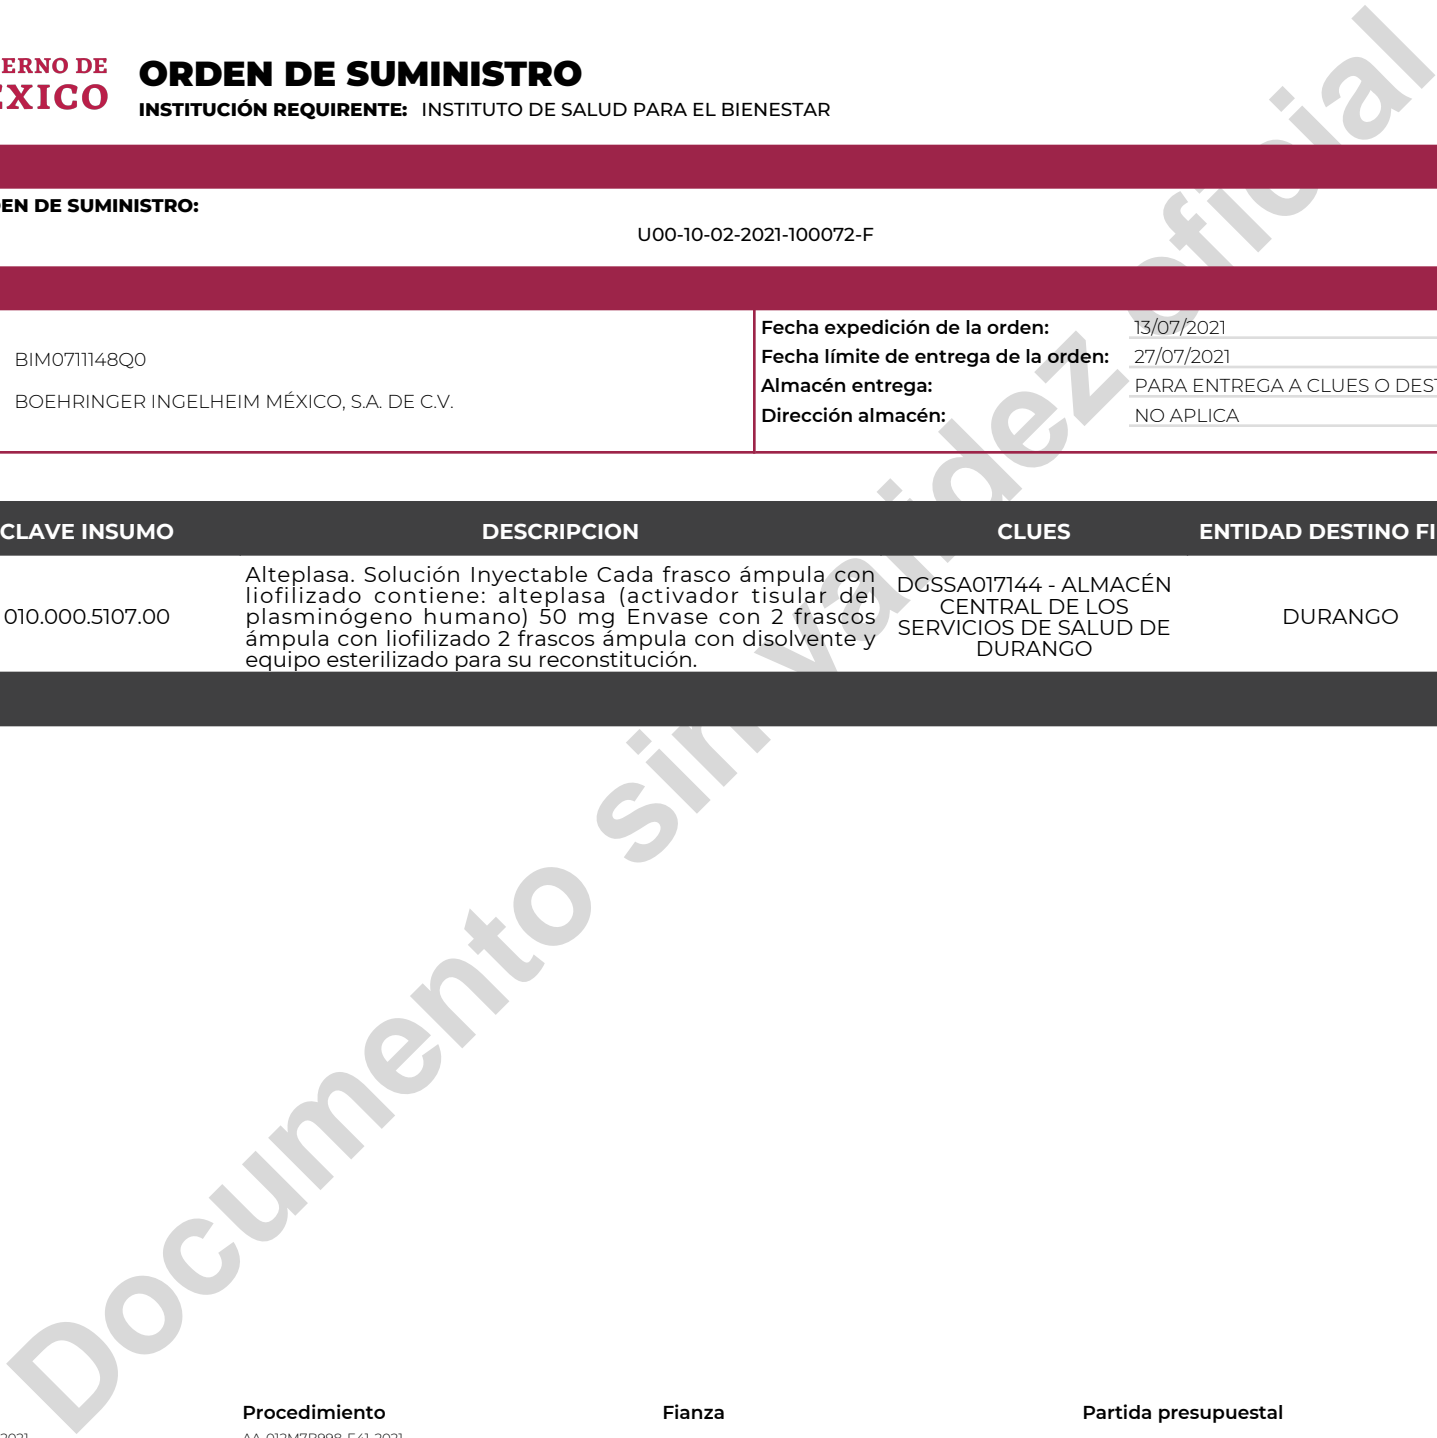 ERNO DE
ÉXICO
ORDEN DE SUMINISTRO
INSTITUCIÓN REQUIRENTE: INSTITUTO DE SALUD PARA EL BIENESTAR
EN DE SUMINISTRO:
U00-10-02-2021-100072-F
BIM0711148Q0
BOEHRINGER INGELHEIM MÉXICO, S.A. DE C.V.
Fecha expedición de la orden: 13/07/2021
Fecha límite de entrega de la orden: 27/07/2021
Almacén entrega: PARA ENTREGA A CLUES O DEST
Dirección almacén: NO APLICA
CLAVE INSUMO DESCRIPCION CLUES ENTIDAD DESTINO FI
010.000.5107.00
Alteplasa. Solución Inyectable Cada frasco ámpula con
liofilizado contiene: alteplasa (activador tisular del
plasminógeno humano) 50 mg Envase con 2 frascos
ámpula con liofilizado 2 frascos ámpula con disolvente y
equipo esterilizado para su reconstitución.
DGSSA017144 - ALMACÉN
CENTRAL DE LOS
SERVICIOS DE SALUD DE
DURANGO
DURANGO
Documento sin validez oficial
Procedimiento Fianza Partida presupuestal